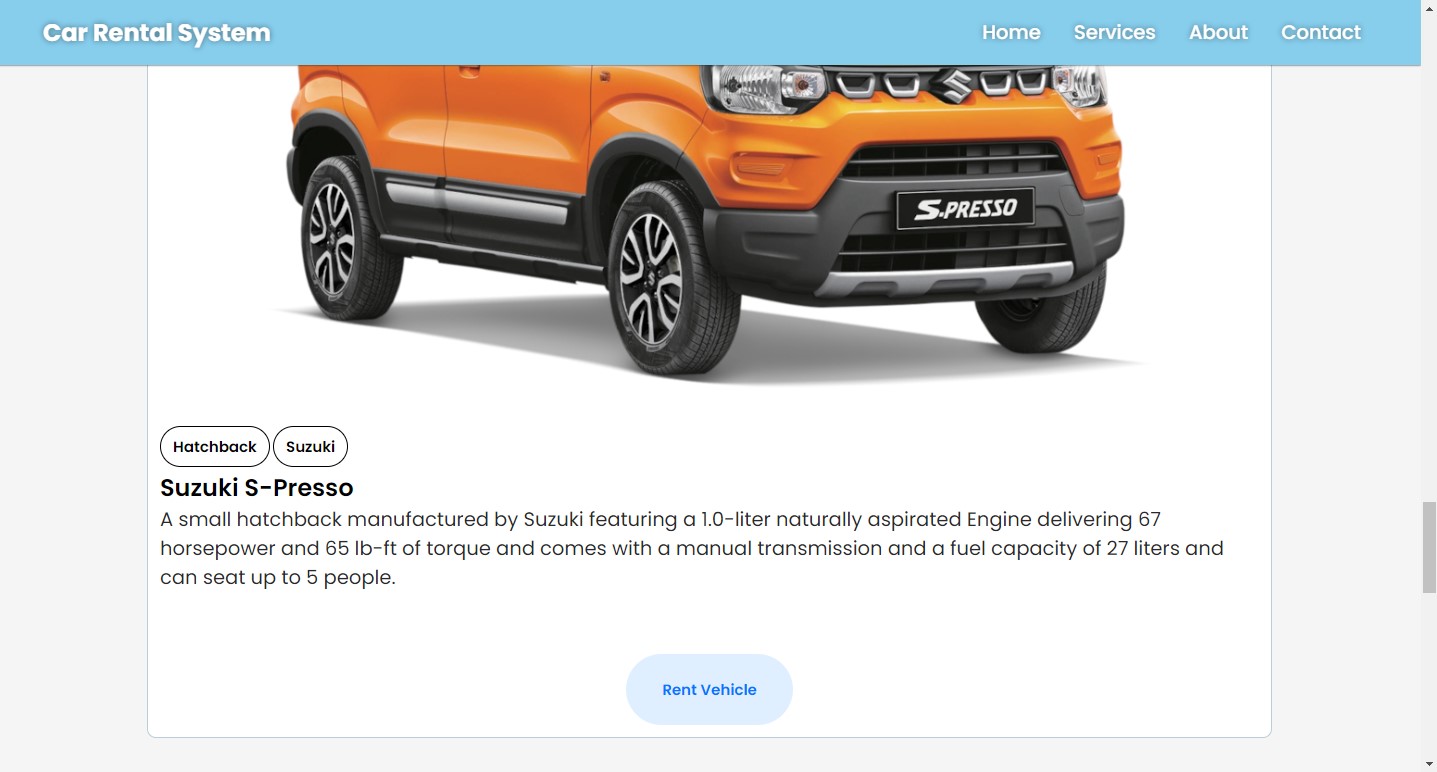 Car Rental System
Home Services About Contact
S-PRESSO
Hatchback Suzuki
Suzuki S-Presso
A small hatchback manufactured by Suzuki featuring a 1.0-liter naturally aspirated Engine delivering 67
horsepower and 65 lb-ft of torque and comes with a manual transmission and a fuel capacity of 27 liters and
can seat up to 5 people.
Rent Vehicle